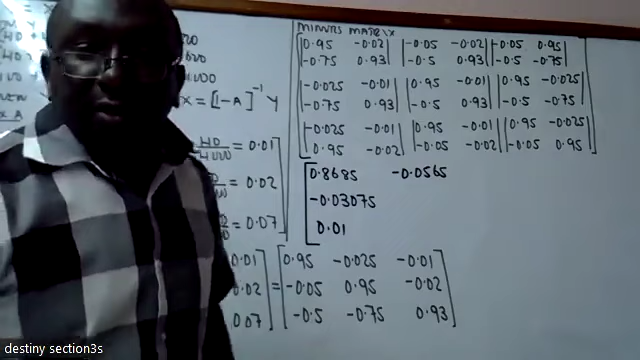 MINORS MATRIX
|0.95 -0.02| |-0.05 -0.02| |-0.05 0.95|
|-0.75 0.93| |-0.5 0.93| |-0.5 -0.75|
|-0.025 -0.01| |0.95 -0.01| |0.95 -0.025|
|-0.75 0.93| |-0.5 0.93| |-0.5 -0.75|
|-0.025 -0.01| |0.95 -0.01| |0.95 -0.025|
|0.95 -0.02| |-0.05 -0.02| |-0.05 0.95|
X = [1-A]⁻¹ Y
= 0.01
= 0.02
= 0.07
[0.8685 -0.0565
-0.03075
0.01
0.01] = [0.95 -0.025 -0.01]
0.02 -0.05 0.95 -0.02
0.07 -0.5 -0.75 0.93
destiny section3s